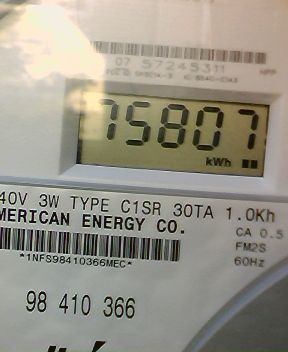 07 57245311
75807
kWh
40V 3W TYPE C1SR 30TA 1.0Kh
MERICAN ENERGY CO.
CA 0.5
FM2S
*1NFS98410366MEC*
60Hz
98 410 366